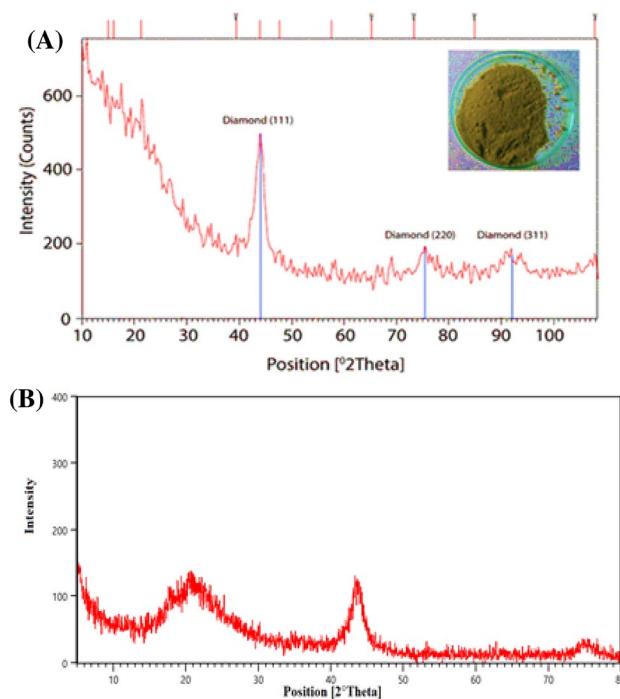 (A)
600
400
200
0
Intensity (Counts)
Diamond (111)
Diamond (220)
Diamond (311)
10 20 30 40 50 60 70 80 90 100
Position [⁰2Theta]
(B)
400
300
200
100
0
Intensity
10 20 30 40 50 60 70 80
Position [2°Theta]